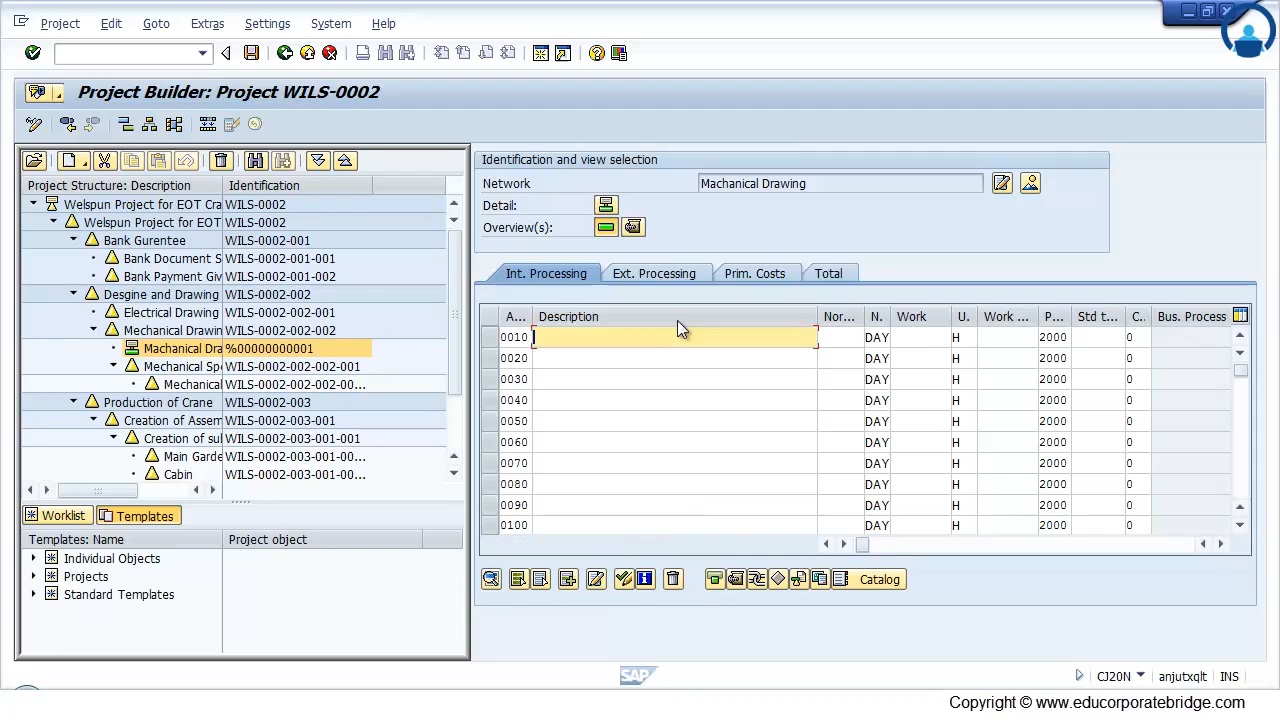 Project Edit Goto Extras Settings System Help
Project Builder: Project WILS-0002
Project Structure: Description Identification
Welspun Project for EOT Cra WILS-0002
Welspun Project for EOT WILS-0002
Bank Gurentee WILS-0002-001
Bank Document S WILS-0002-001-001
Bank Payment Giv WILS-0002-001-002
Desgine and Drawing WILS-0002-002
Electrical Drawing WILS-0002-002-001
Mechanical Drawin WILS-0002-002-002
Machanical Dra %00000000001
Mechanical Spe WILS-0002-002-002-001
Mechanical WILS-0002-002-002-00...
Production of Crane WILS-0002-003
Creation of Assem WILS-0002-003-001
Creation of sul WILS-0002-003-001-001
Main Garde WILS-0002-003-001-00...
Cabin WILS-0002-003-001-00...
Worklist Templates
Templates: Name Project object
Individual Objects
Projects
Standard Templates
Identification and view selection
Network Machanical Drawing
Detail:
Overview(s):
Int. Processing Ext. Processing Prim. Costs Total
A... Description Nor... N. Work U. Work ... P... Std t... C.. Bus. Process
0010 DAY H 2000 0
0020 DAY H 2000 0
0030 DAY H 2000 0
0040 DAY H 2000 0
0050 DAY H 2000 0
0060 DAY H 2000 0
0070 DAY H 2000 0
0080 DAY H 2000 0
0090 DAY H 2000 0
0100 DAY H 2000 0
Catalog
SAP
CJ20N anjutxqlt INS
Copyright © www.educorporatebridge.com